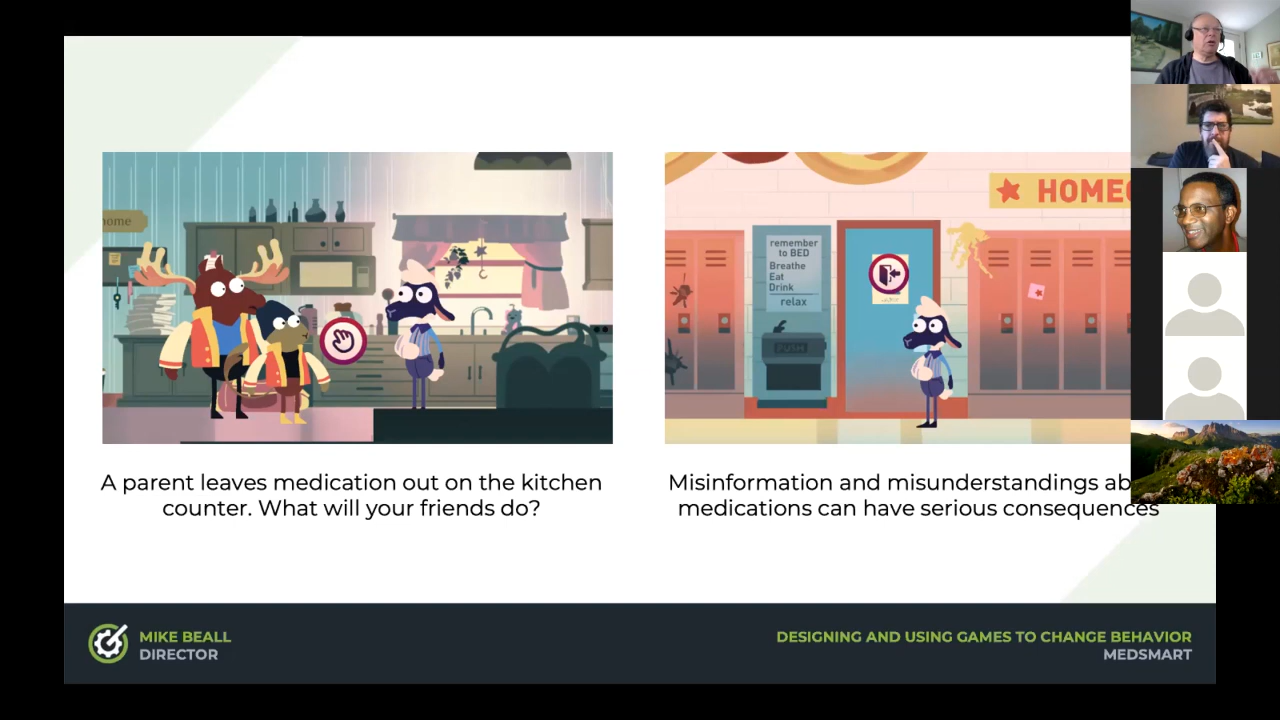 home
remember
to BED
Breathe
Eat
Drink
relax
PUSH
HOMEC
A parent leaves medication out on the kitchen
counter. What will your friends do?
Misinformation and misunderstandings ab
medications can have serious consequences
MIKE BEALL
DIRECTOR
DESIGNING AND USING GAMES TO CHANGE BEHAVIOR
MEDSMART